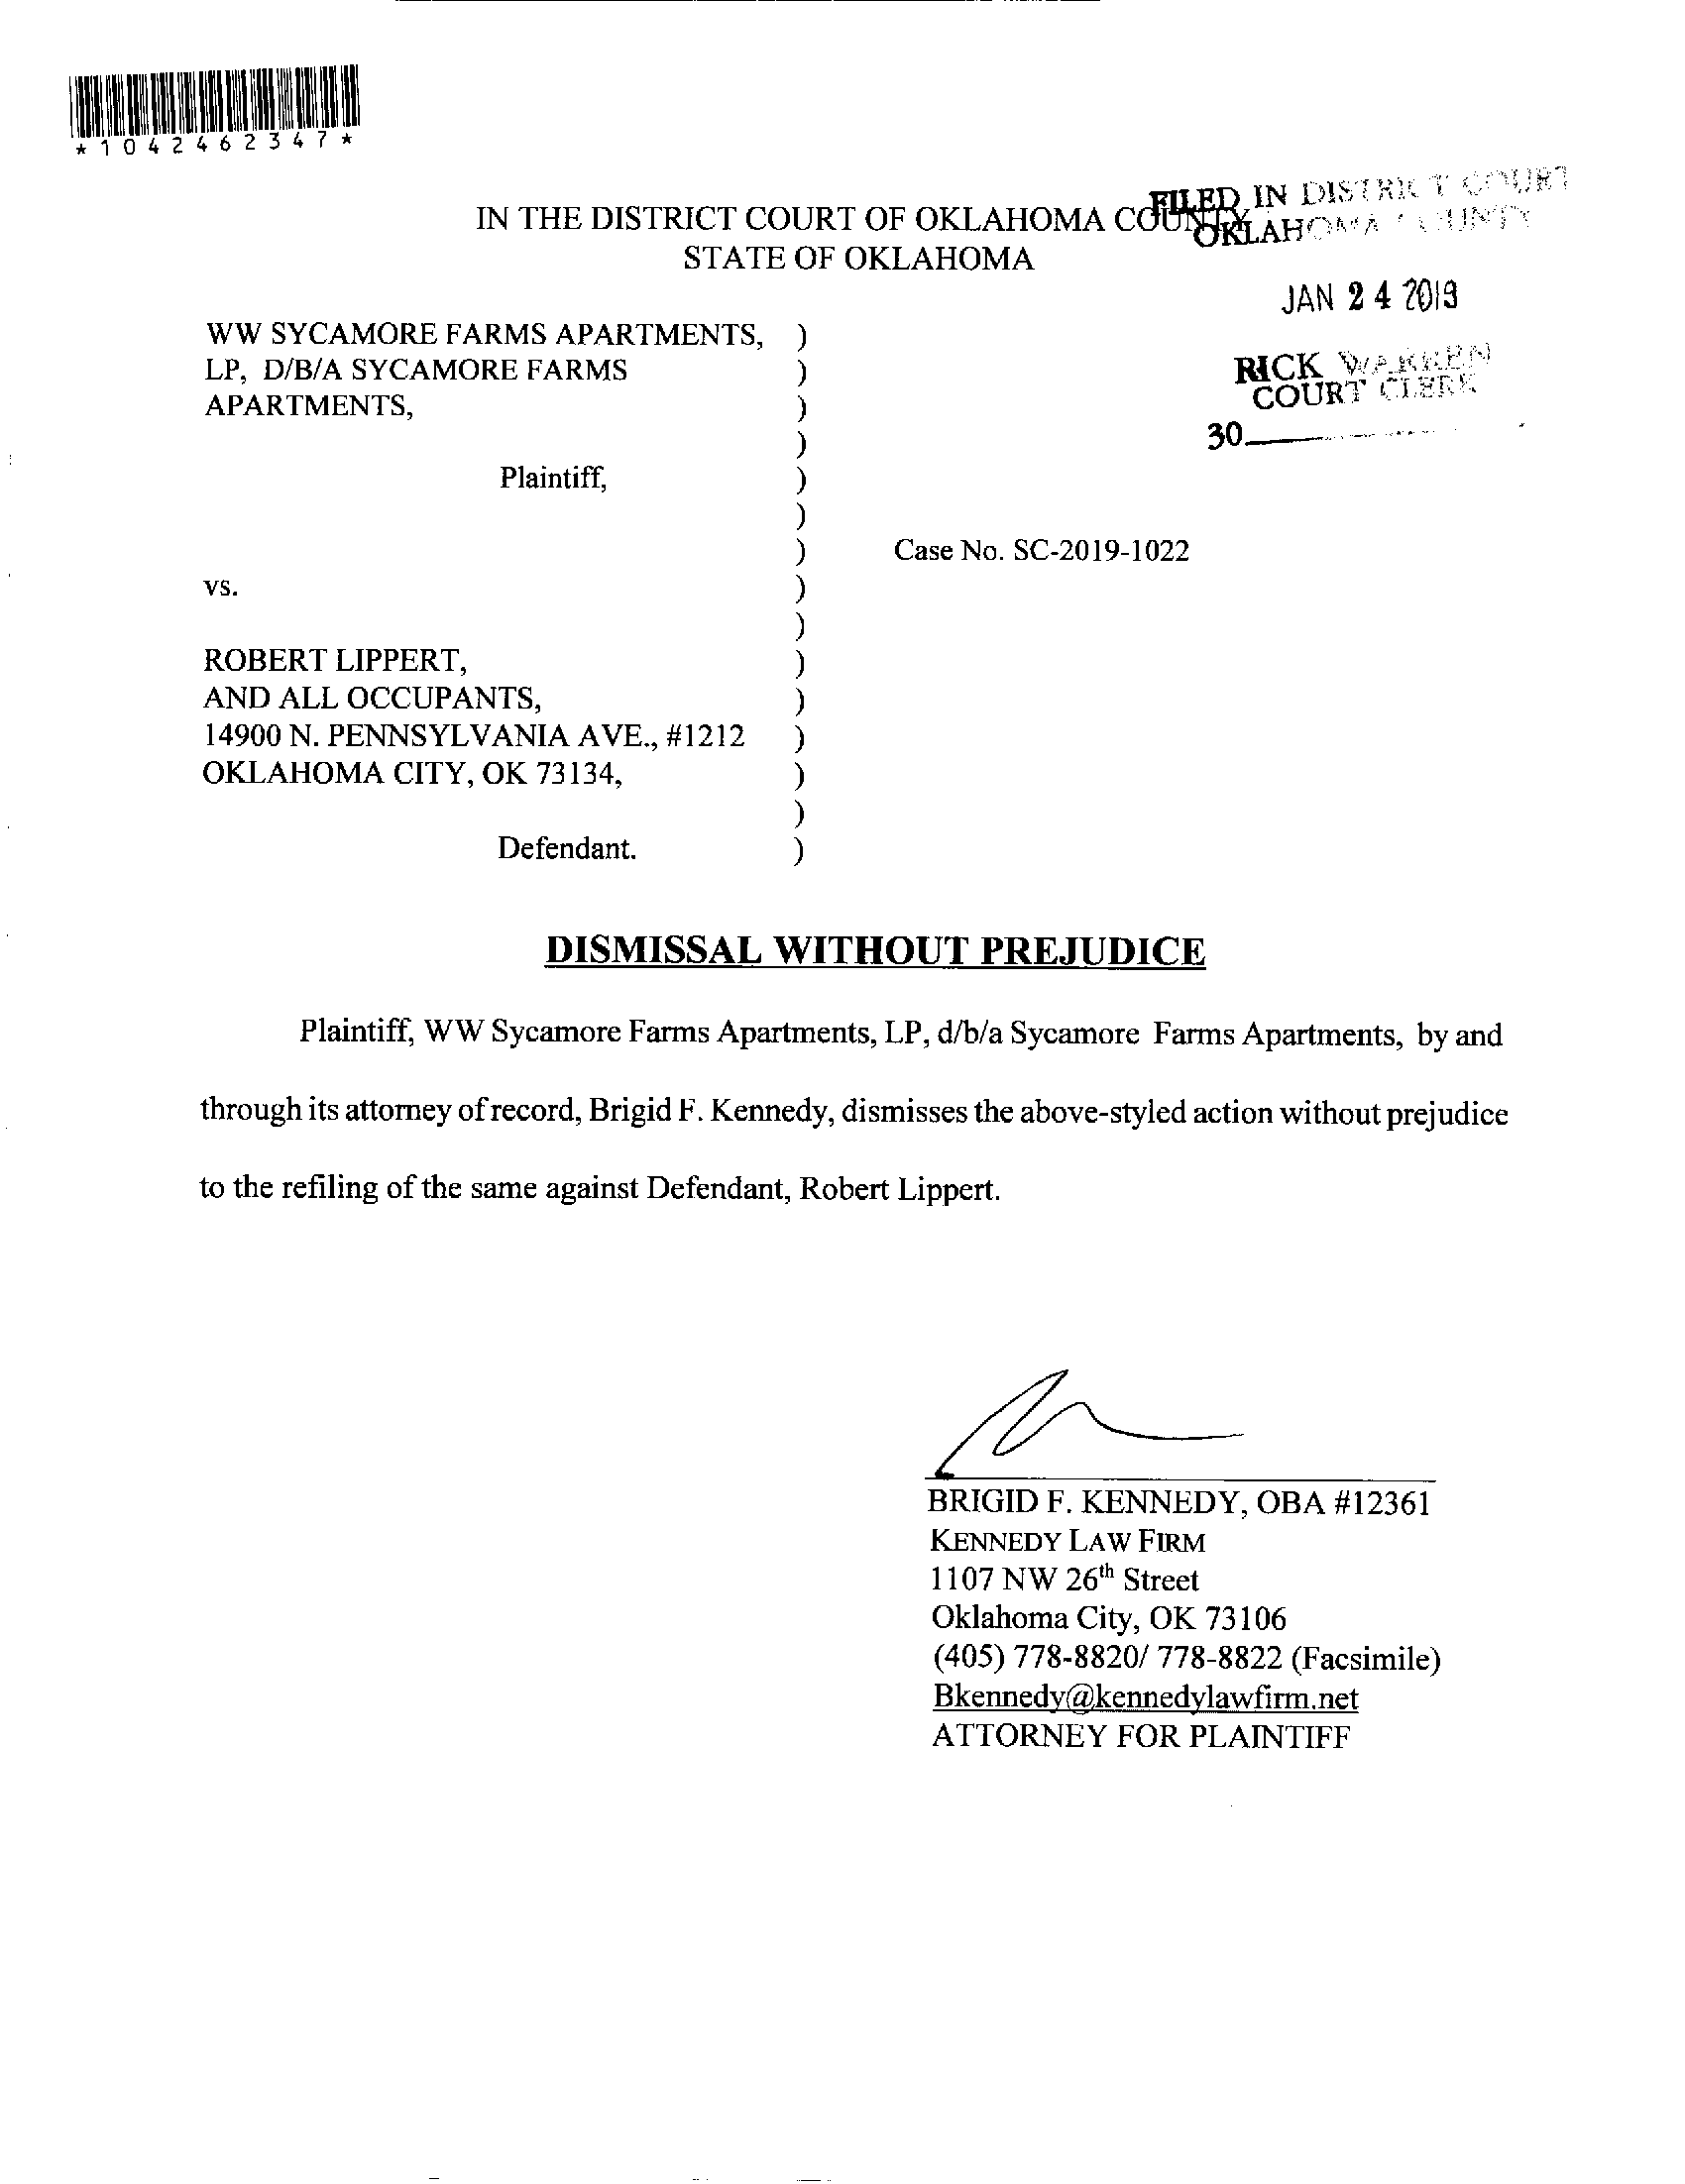 *1042462347*
IN THE DISTRICT COURT OF OKLAHOMA COUNTY
STATE OF OKLAHOMA
FILED IN DISTRICT COURT
OKLAHOMA COUNTY
JAN 24 2019
RICK WARREN
COURT CLERK
30
WW SYCAMORE FARMS APARTMENTS, )
LP, D/B/A SYCAMORE FARMS )
APARTMENTS, )
)
Plaintiff, )
)
) Case No. SC-2019-1022
vs. )
)
ROBERT LIPPERT, )
AND ALL OCCUPANTS, )
14900 N. PENNSYLVANIA AVE., #1212 )
OKLAHOMA CITY, OK 73134, )
)
Defendant. )
DISMISSAL WITHOUT PREJUDICE
Plaintiff, WW Sycamore Farms Apartments, LP, d/b/a Sycamore Farms Apartments, by and
through its attorney of record, Brigid F. Kennedy, dismisses the above-styled action without prejudice
to the refiling of the same against Defendant, Robert Lippert.
BRIGID F. KENNEDY, OBA #12361
KENNEDY LAW FIRM
1107 NW 26th Street
Oklahoma City, OK 73106
(405) 778-8820/ 778-8822 (Facsimile)
Bkennedy@kennedylawfirm.net
ATTORNEY FOR PLAINTIFF